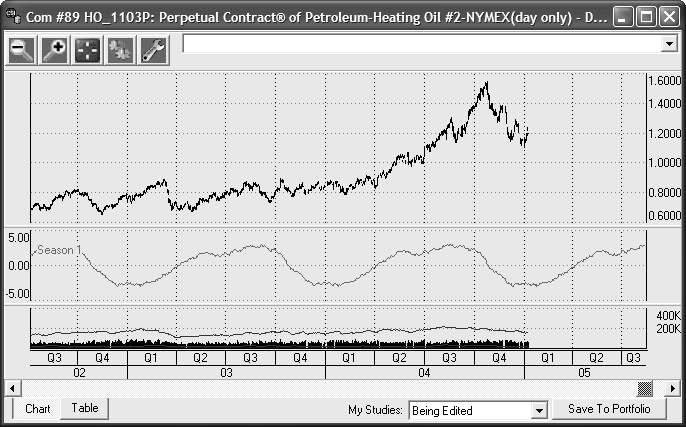 CSI Com #89 HO_1103P: Perpetual Contract® of Petroleum-Heating Oil #2-NYMEX(day only) - D...
1.6000
1.4000
1.2000
1.0000
0.8000
0.6000
5.00
Season 1
0.00
-5.00
400K
200K
Q3 Q4 Q1 Q2 Q3 Q4 Q1 Q2 Q3 Q4 Q1 Q2 Q3
02 03 04 05
Chart Table My Studies: Being Edited Save To Portfolio